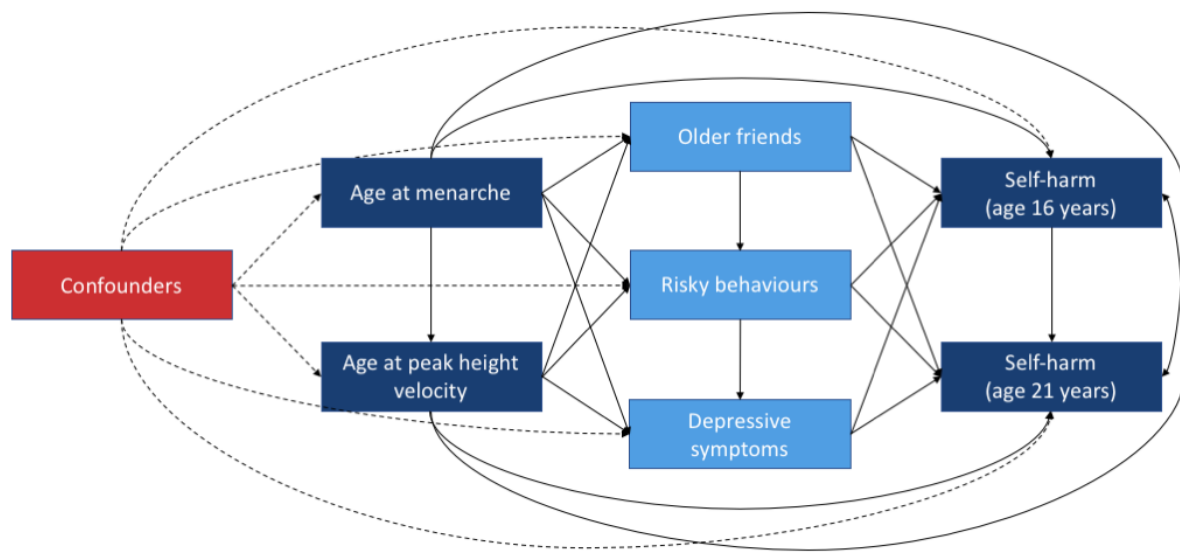 Older friends
Age at menarche
Self-harm
(age 16 years)
Confounders
Risky behaviours
Age at peak height
velocity
Self-harm
(age 21 years)
Depressive
symptoms